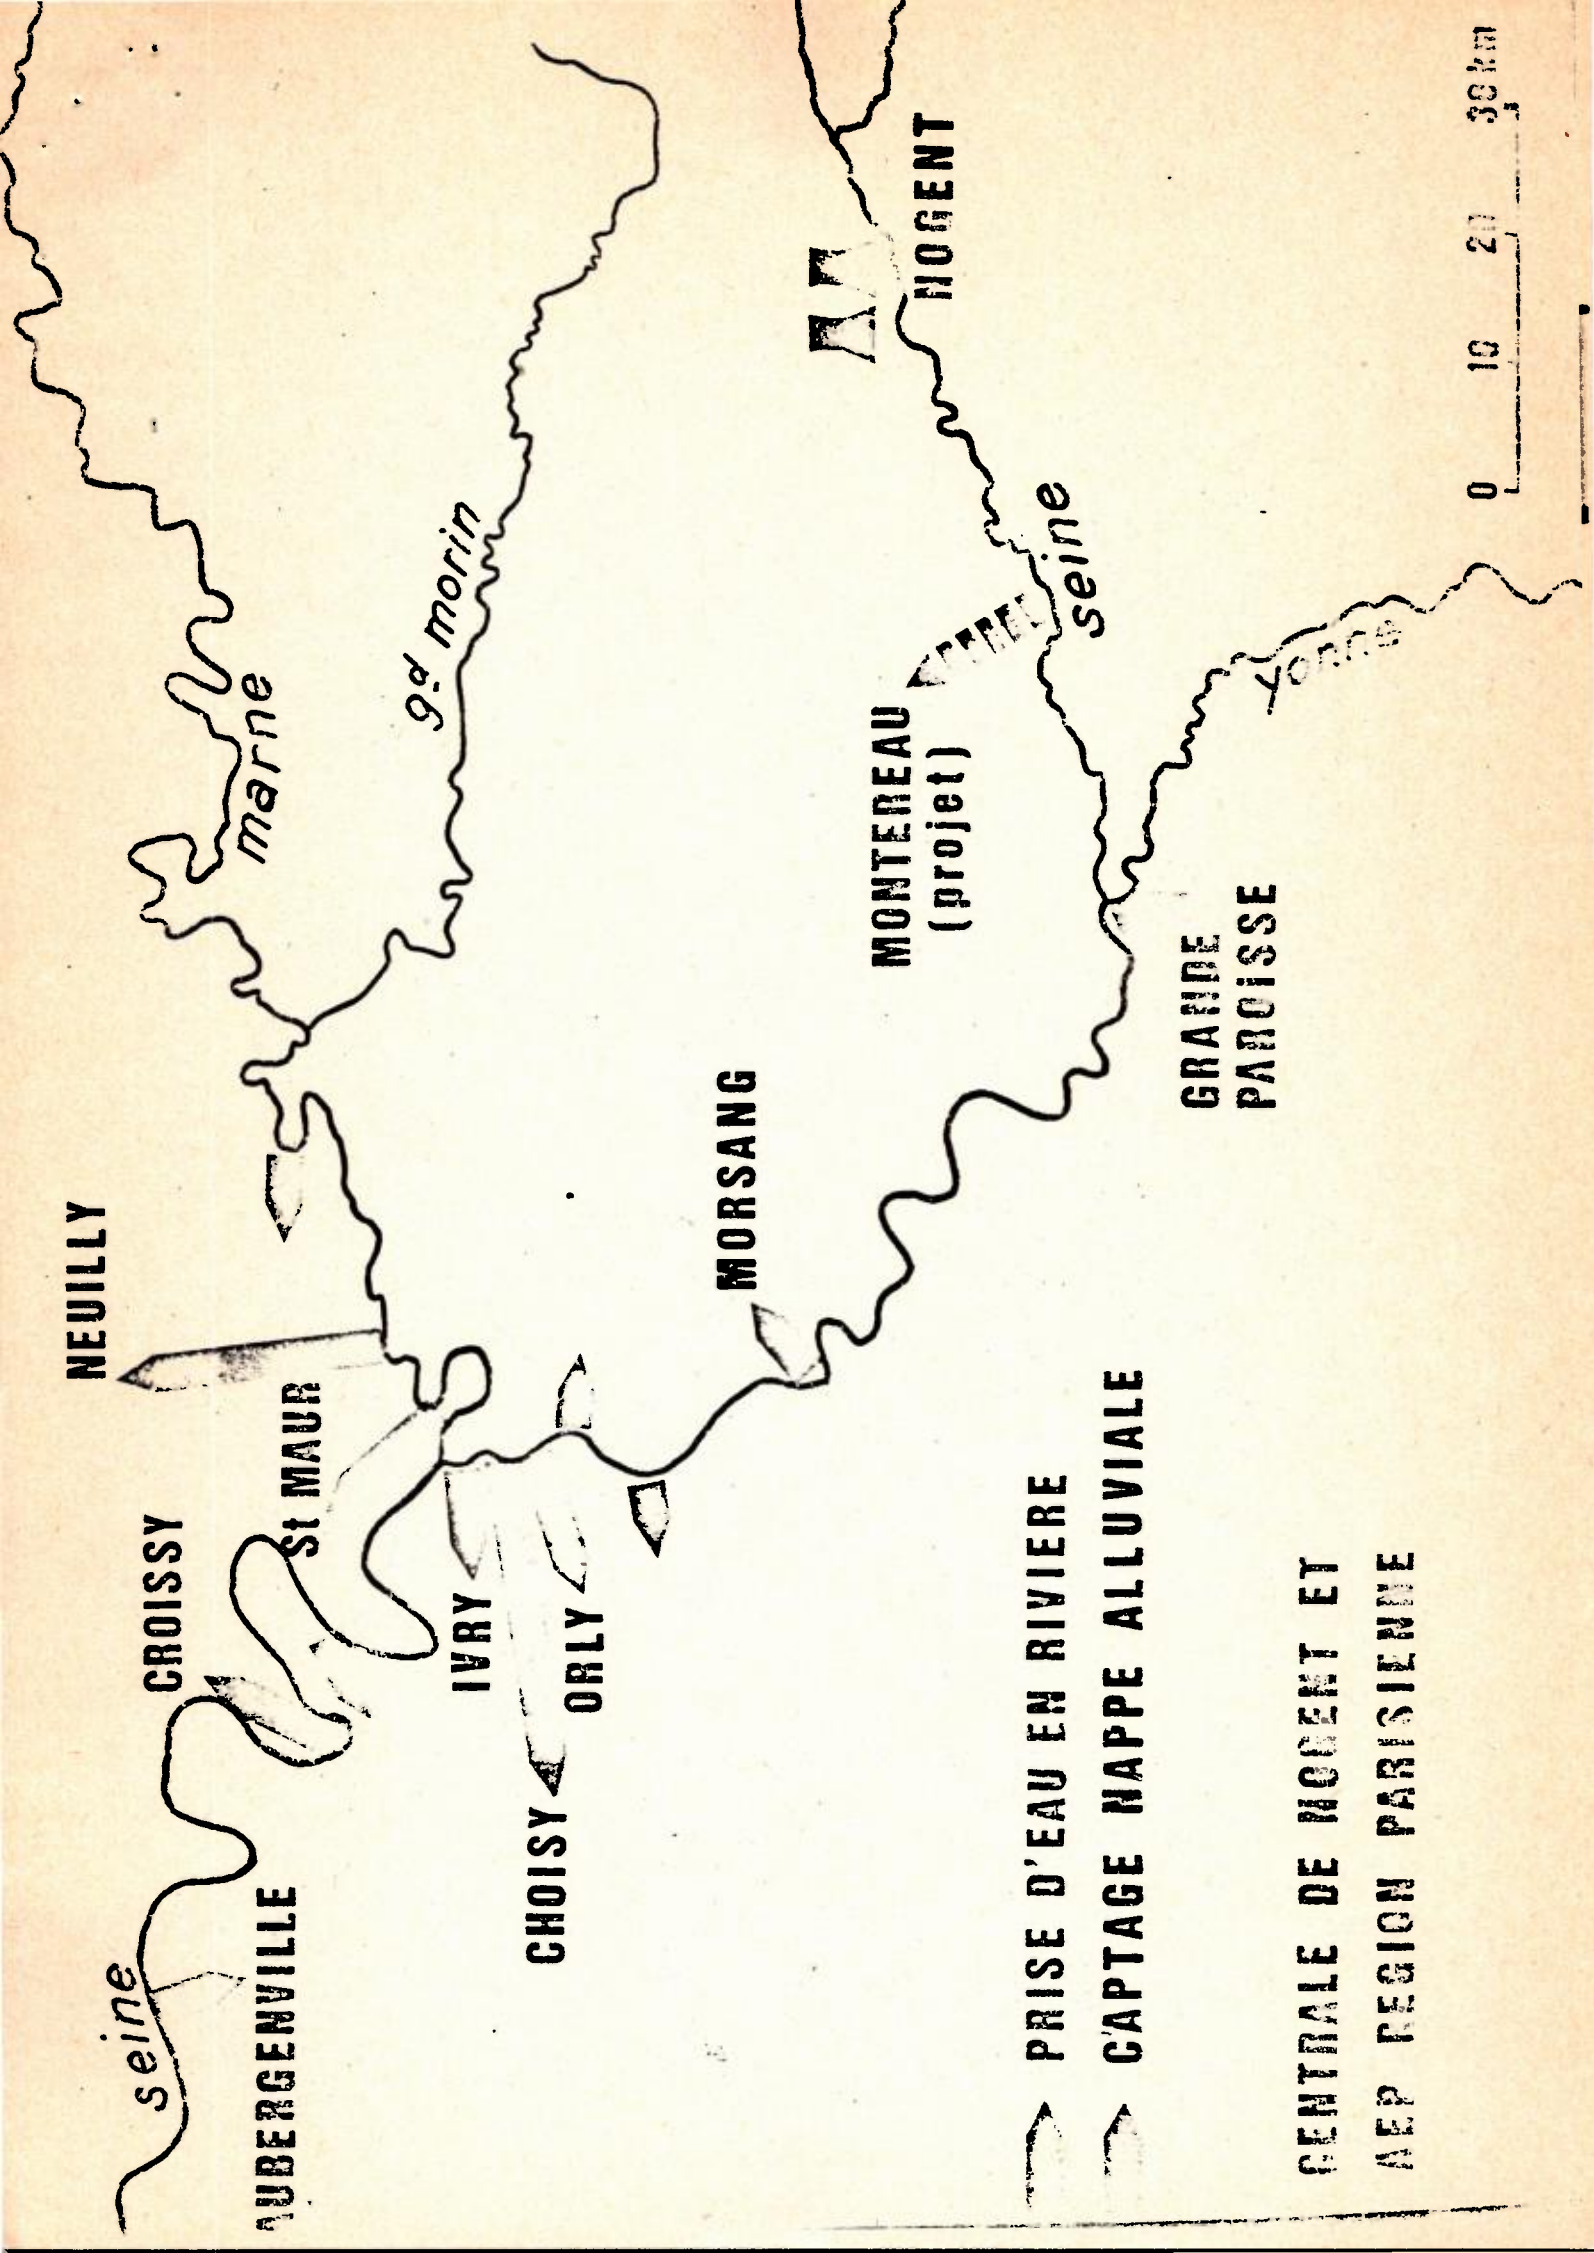 seine
AUBERGENVILLE
CROISSY
NEUILLY
St MAUR
marne
gd morin
IVRY
CHOISY
ORLY
MORSANG
MONTEREAU
(projet)
NOGENT
seine
GRANDE
PAROiSSE
Yonne
PRISE D'EAU EN RIVIERE
CAPTAGE NAPPE ALLUVIALE
CENTRALE DE NOGENT ET
AEP REGION PARISIENNE
0 10 20 30 km